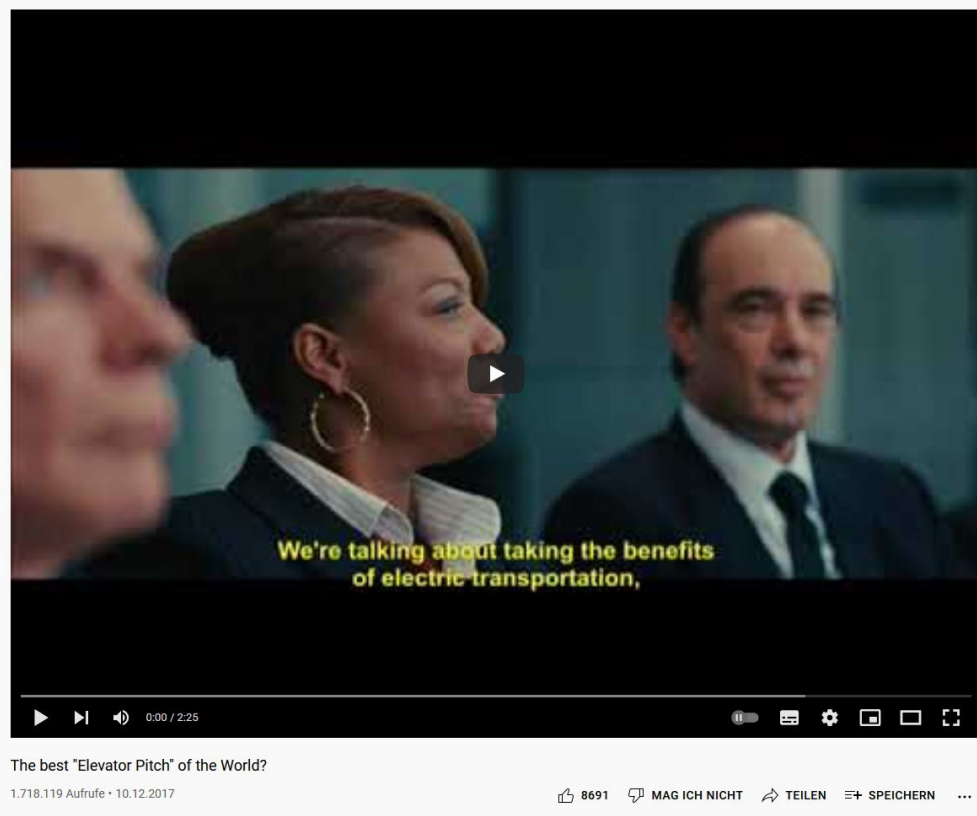 We're talking about taking the benefits
of electric transportation,
0:00 / 2:25
The best "Elevator Pitch" of the World?
1.718.119 Aufrufe • 10.12.2017
8691 MAG ICH NICHT TEILEN SPEICHERN